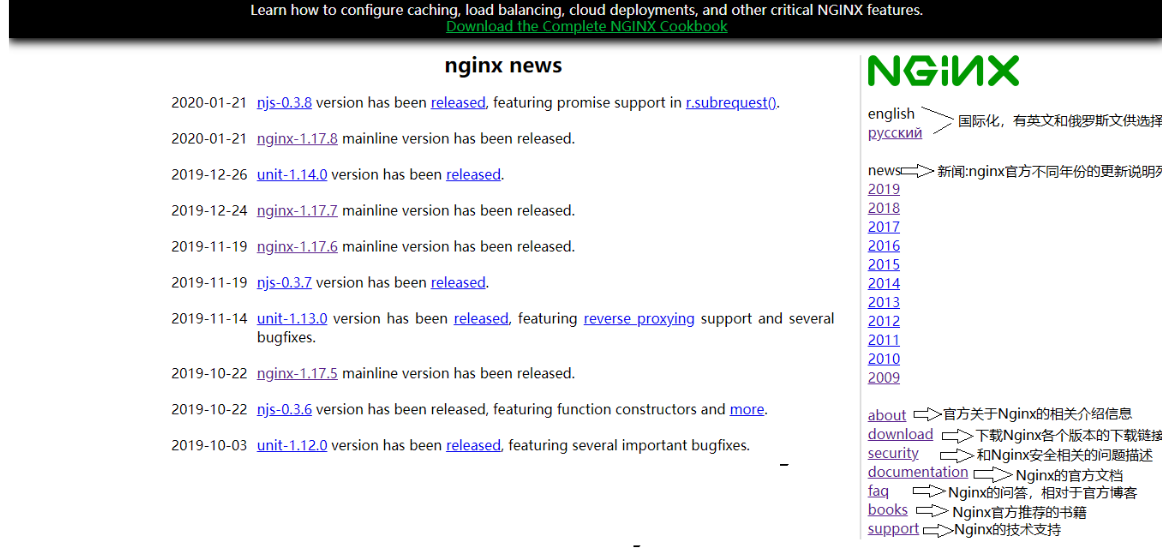 Learn how to configure caching, load balancing, cloud deployments, and other critical NGINX features.
Download the Complete NGINX Cookbook
nginx news
2020-01-21 njs-0.3.8 version has been released, featuring promise support in r.subrequest().
2020-01-21 nginx-1.17.8 mainline version has been released.
2019-12-26 unit-1.14.0 version has been released.
2019-12-24 nginx-1.17.7 mainline version has been released.
2019-11-19 nginx-1.17.6 mainline version has been released.
2019-11-19 njs-0.3.7 version has been released.
2019-11-14 unit-1.13.0 version has been released, featuring reverse proxying support and several
bugfixes.
2019-10-22 nginx-1.17.5 mainline version has been released.
2019-10-22 njs-0.3.6 version has been released, featuring function constructors and more.
2019-10-03 unit-1.12.0 version has been released, featuring several important bugfixes.
NGINX
english
русский
国际化，有英文和俄罗斯文供选择
news 新闻:nginx官方不同年份的更新说明列
2019
2018
2017
2016
2015
2014
2013
2012
2011
2010
2009
about 官方关于Nginx的相关介绍信息
download 下载Nginx各个版本的下载链接
security 和Nginx安全相关的问题描述
documentation Nginx的官方文档
faq Nginx的问答，相对于官方博客
books Nginx官方推荐的书籍
support Nginx的技术支持